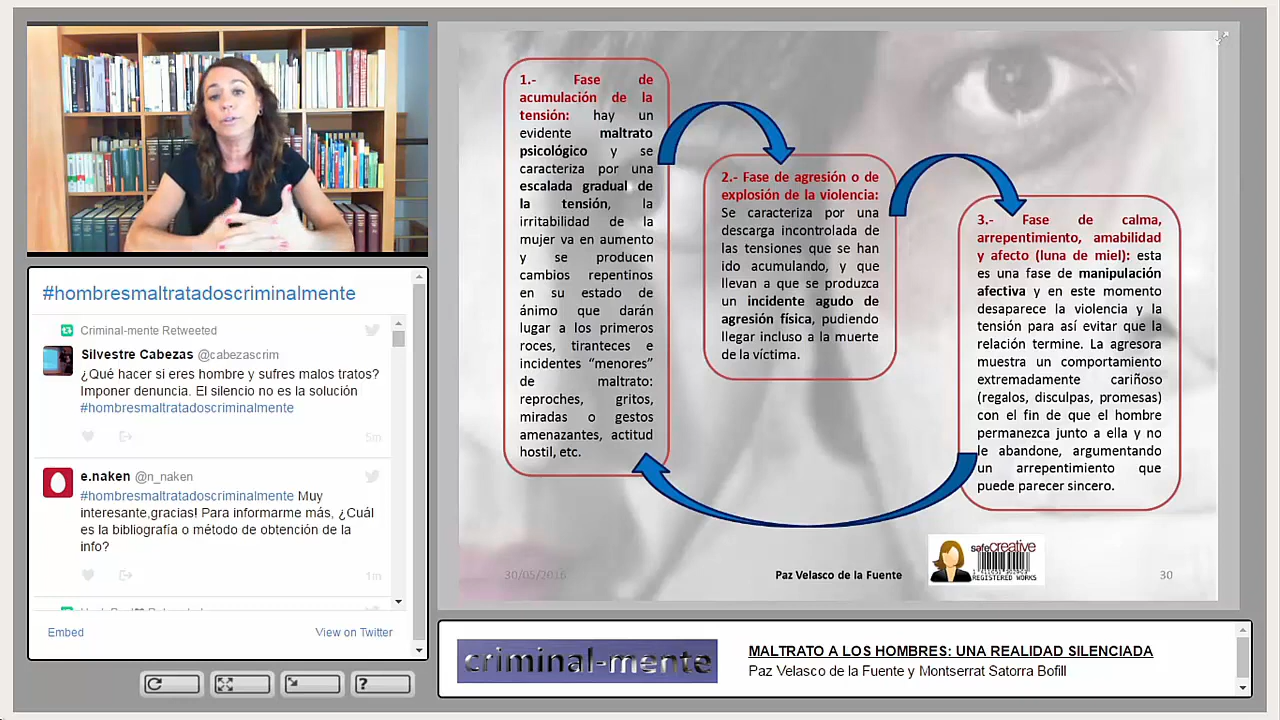 #hombresmaltratadoscriminalmente
Criminal-mente Retweeted
Silvestre Cabezas @cabezascrim
¿Qué hacer si eres hombre y sufres malos tratos?
Imponer denuncia. El silencio no es la solución
#hombresmaltratadoscriminalmente
5m
e.naken @n_naken
#hombresmaltratadoscriminalmente Muy
interesante,gracias! Para informarme más, ¿Cuál
es la bibliografía o método de obtención de la
info?
1m
Embed
View on Twitter
?
1.- Fase de
acumulación de la
tensión: hay un
evidente maltrato
psicológico y se
caracteriza por una
escalada gradual de
la tensión, la
irritabilidad de la
mujer va en aumento
y se producen
cambios repentinos
en su estado de
ánimo que darán
lugar a los primeros
roces, tiranteces e
incidentes “menores”
de maltrato:
reproches, gritos,
miradas o gestos
amenazantes, actitud
hostil, etc.
2.- Fase de agresión o de
explosión de la violencia:
Se caracteriza por una
descarga incontrolada de
las tensiones que se han
ido acumulando, y que
llevan a que se produzca
un incidente agudo de
agresión física, pudiendo
llegar incluso a la muerte
de la víctima.
3.- Fase de calma,
arrepentimiento, amabilidad
y afecto (luna de miel): esta
es una fase de manipulación
afectiva y en este momento
desaparece la violencia y la
tensión para así evitar que la
relación termine. La agresora
muestra un comportamiento
extremadamente cariñoso
(regalos, disculpas, promesas)
con el fin de que el hombre
permanezca junto a ella y no
le abandone, argumentando
un arrepentimiento que
puede parecer sincero.
30/05/2016
Paz Velasco de la Fuente
safeCreative
REGISTERED WORKS
30
criminal-mente
MALTRATO A LOS HOMBRES: UNA REALIDAD SILENCIADA
Paz Velasco de la Fuente y Montserrat Satorra Bofill